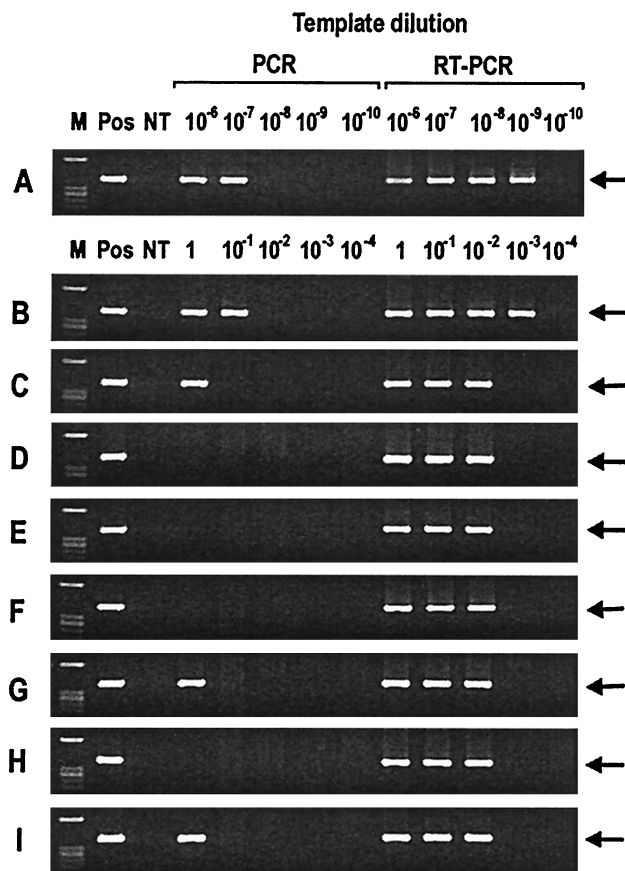 Template dilution
PCR RT-PCR
M Pos NT 10⁻⁶ 10⁻⁷ 10⁻⁸ 10⁻⁹ 10⁻¹⁰ 10⁻⁶ 10⁻⁷ 10⁻⁸ 10⁻⁹ 10⁻¹⁰
A
M Pos NT 1 10⁻¹ 10⁻² 10⁻³ 10⁻⁴ 1 10⁻¹ 10⁻² 10⁻³ 10⁻⁴
B
C
D
E
F
G
H
I